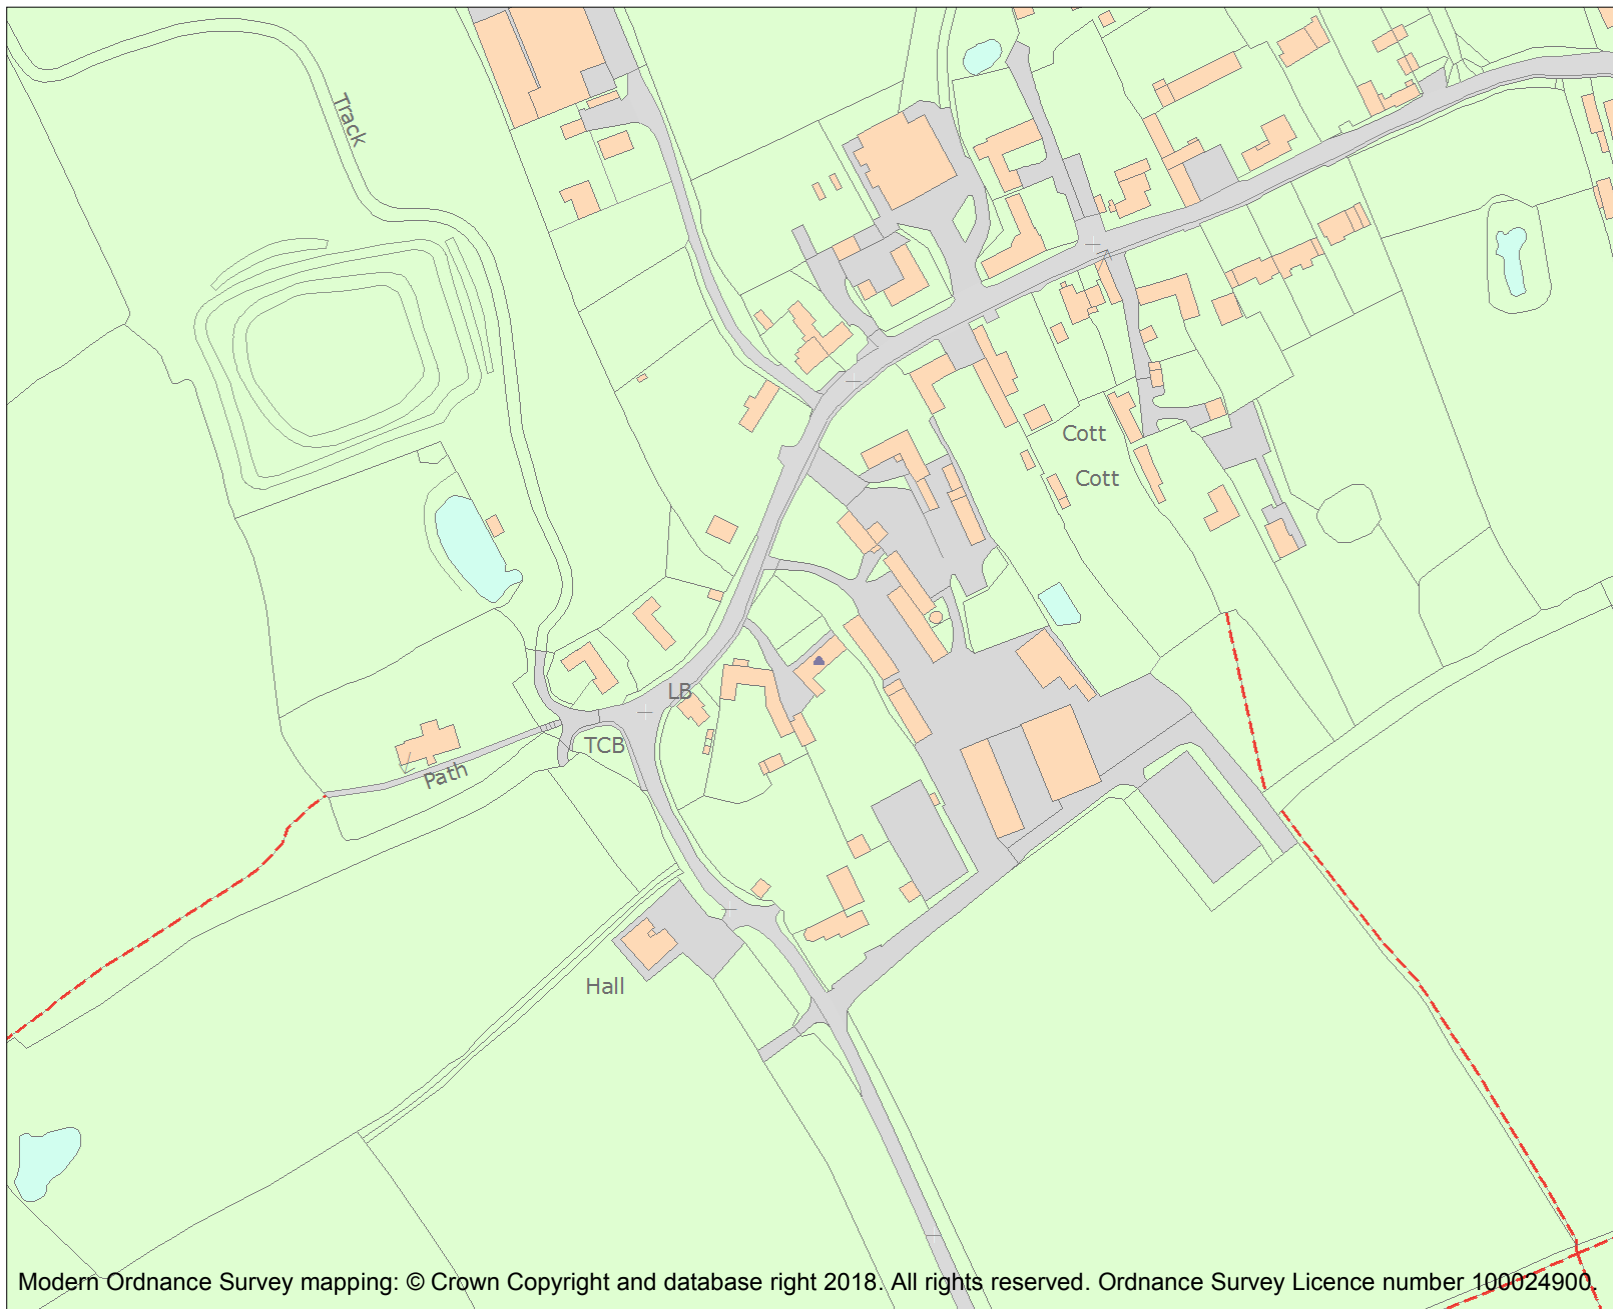 Track
Cott
Cott
LB
TCB
Path
Hall
Modern Ordnance Survey mapping: © Crown Copyright and database right 2018. All rights reserved. Ordnance Survey Licence number 100024900.